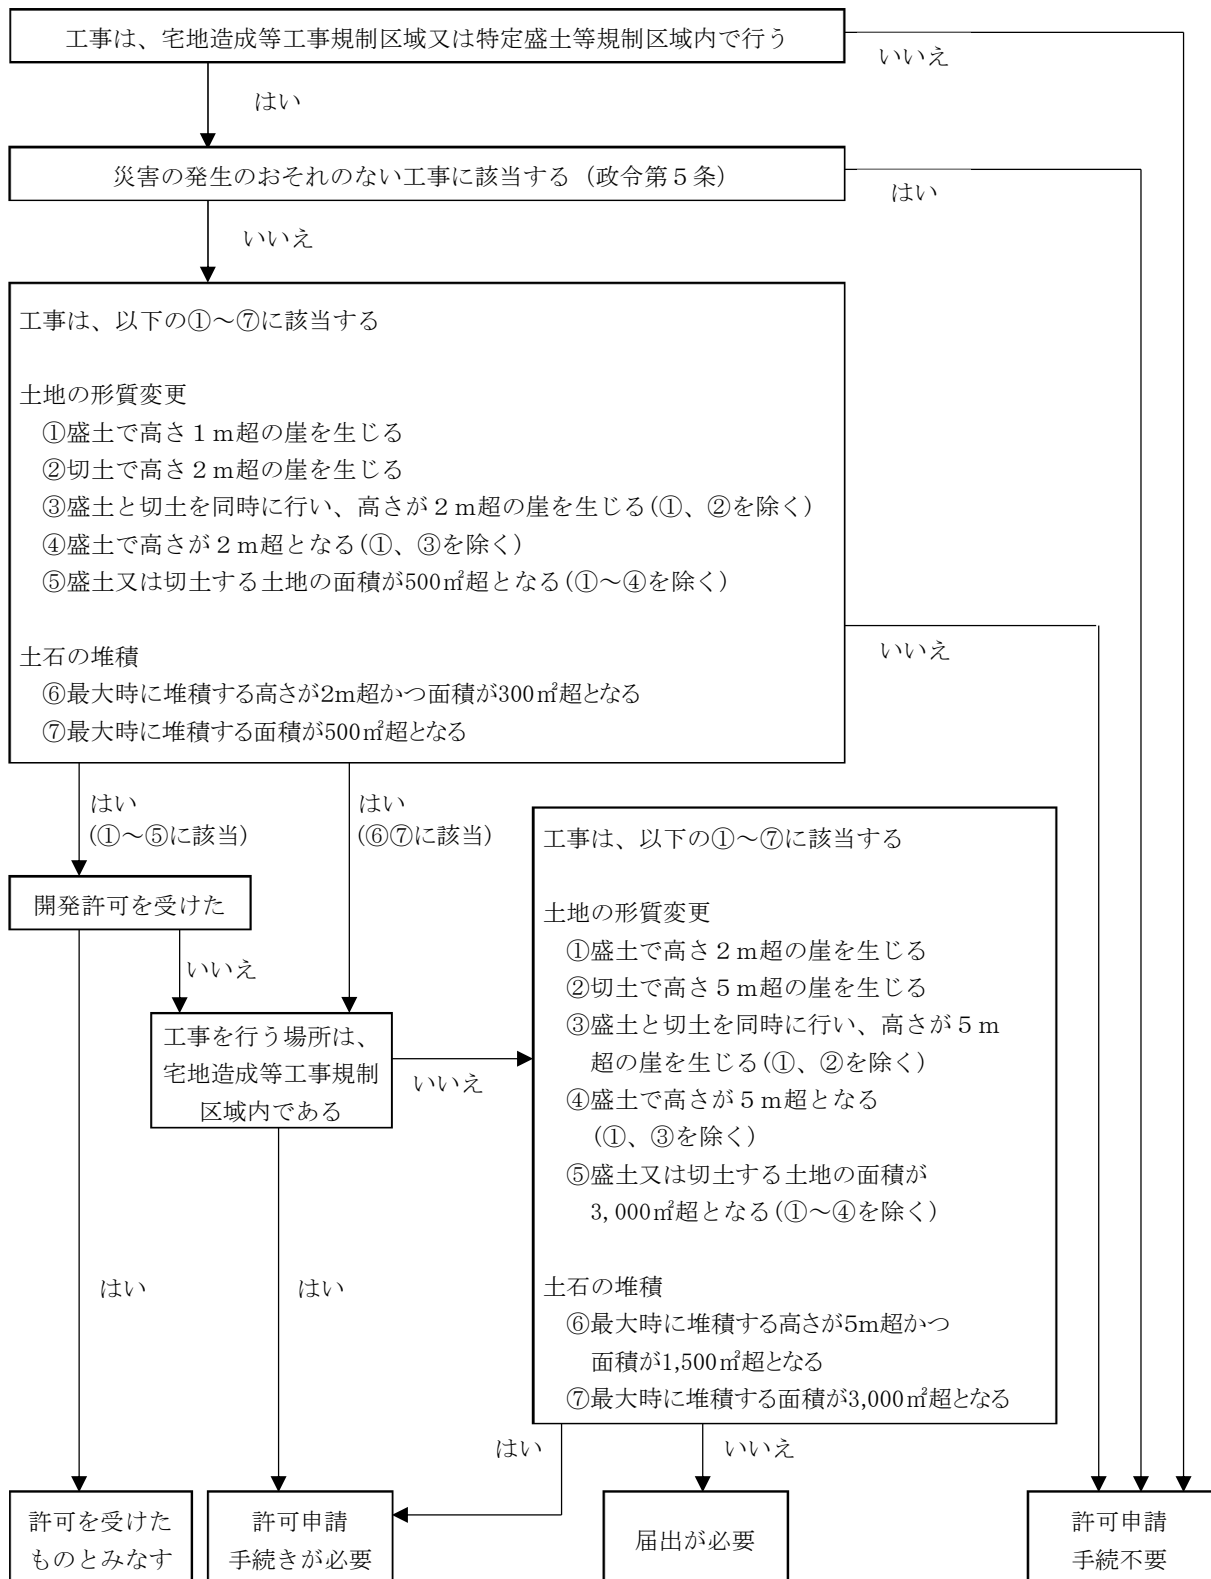 工事は、宅地造成等工事規制区域又は特定盛土等規制区域内で行う
いいえ
はい
災害の発生のおそれのない工事に該当する（政令第５条）
はい
いいえ
工事は、以下の①～⑦に該当する
土地の形質変更
①盛土で高さ１ｍ超の崖を生じる
②切土で高さ２ｍ超の崖を生じる
③盛土と切土を同時に行い、高さが２ｍ超の崖を生じる(①、②を除く)
④盛土で高さが２ｍ超となる(①、③を除く)
⑤盛土又は切土する土地の面積が500㎡超となる(①～④を除く)
土石の堆積
⑥最大時に堆積する高さが2m超かつ面積が300㎡超となる
⑦最大時に堆積する面積が500㎡超となる
いいえ
はい
(①～⑤に該当)
はい
(⑥⑦に該当)
開発許可を受けた
いいえ
工事を行う場所は、
宅地造成等工事規制
区域内である
いいえ
工事は、以下の①～⑦に該当する
土地の形質変更
①盛土で高さ２ｍ超の崖を生じる
②切土で高さ５ｍ超の崖を生じる
③盛土と切土を同時に行い、高さが５ｍ
超の崖を生じる(①、②を除く)
④盛土で高さが５ｍ超となる
(①、③を除く)
⑤盛土又は切土する土地の面積が
3,000㎡超となる(①～④を除く)
土石の堆積
⑥最大時に堆積する高さが5m超かつ
面積が1,500㎡超となる
⑦最大時に堆積する面積が3,000㎡超となる
はい
はい
はい
いいえ
許可を受けた
ものとみなす
許可申請
手続きが必要
届出が必要
許可申請
手続不要